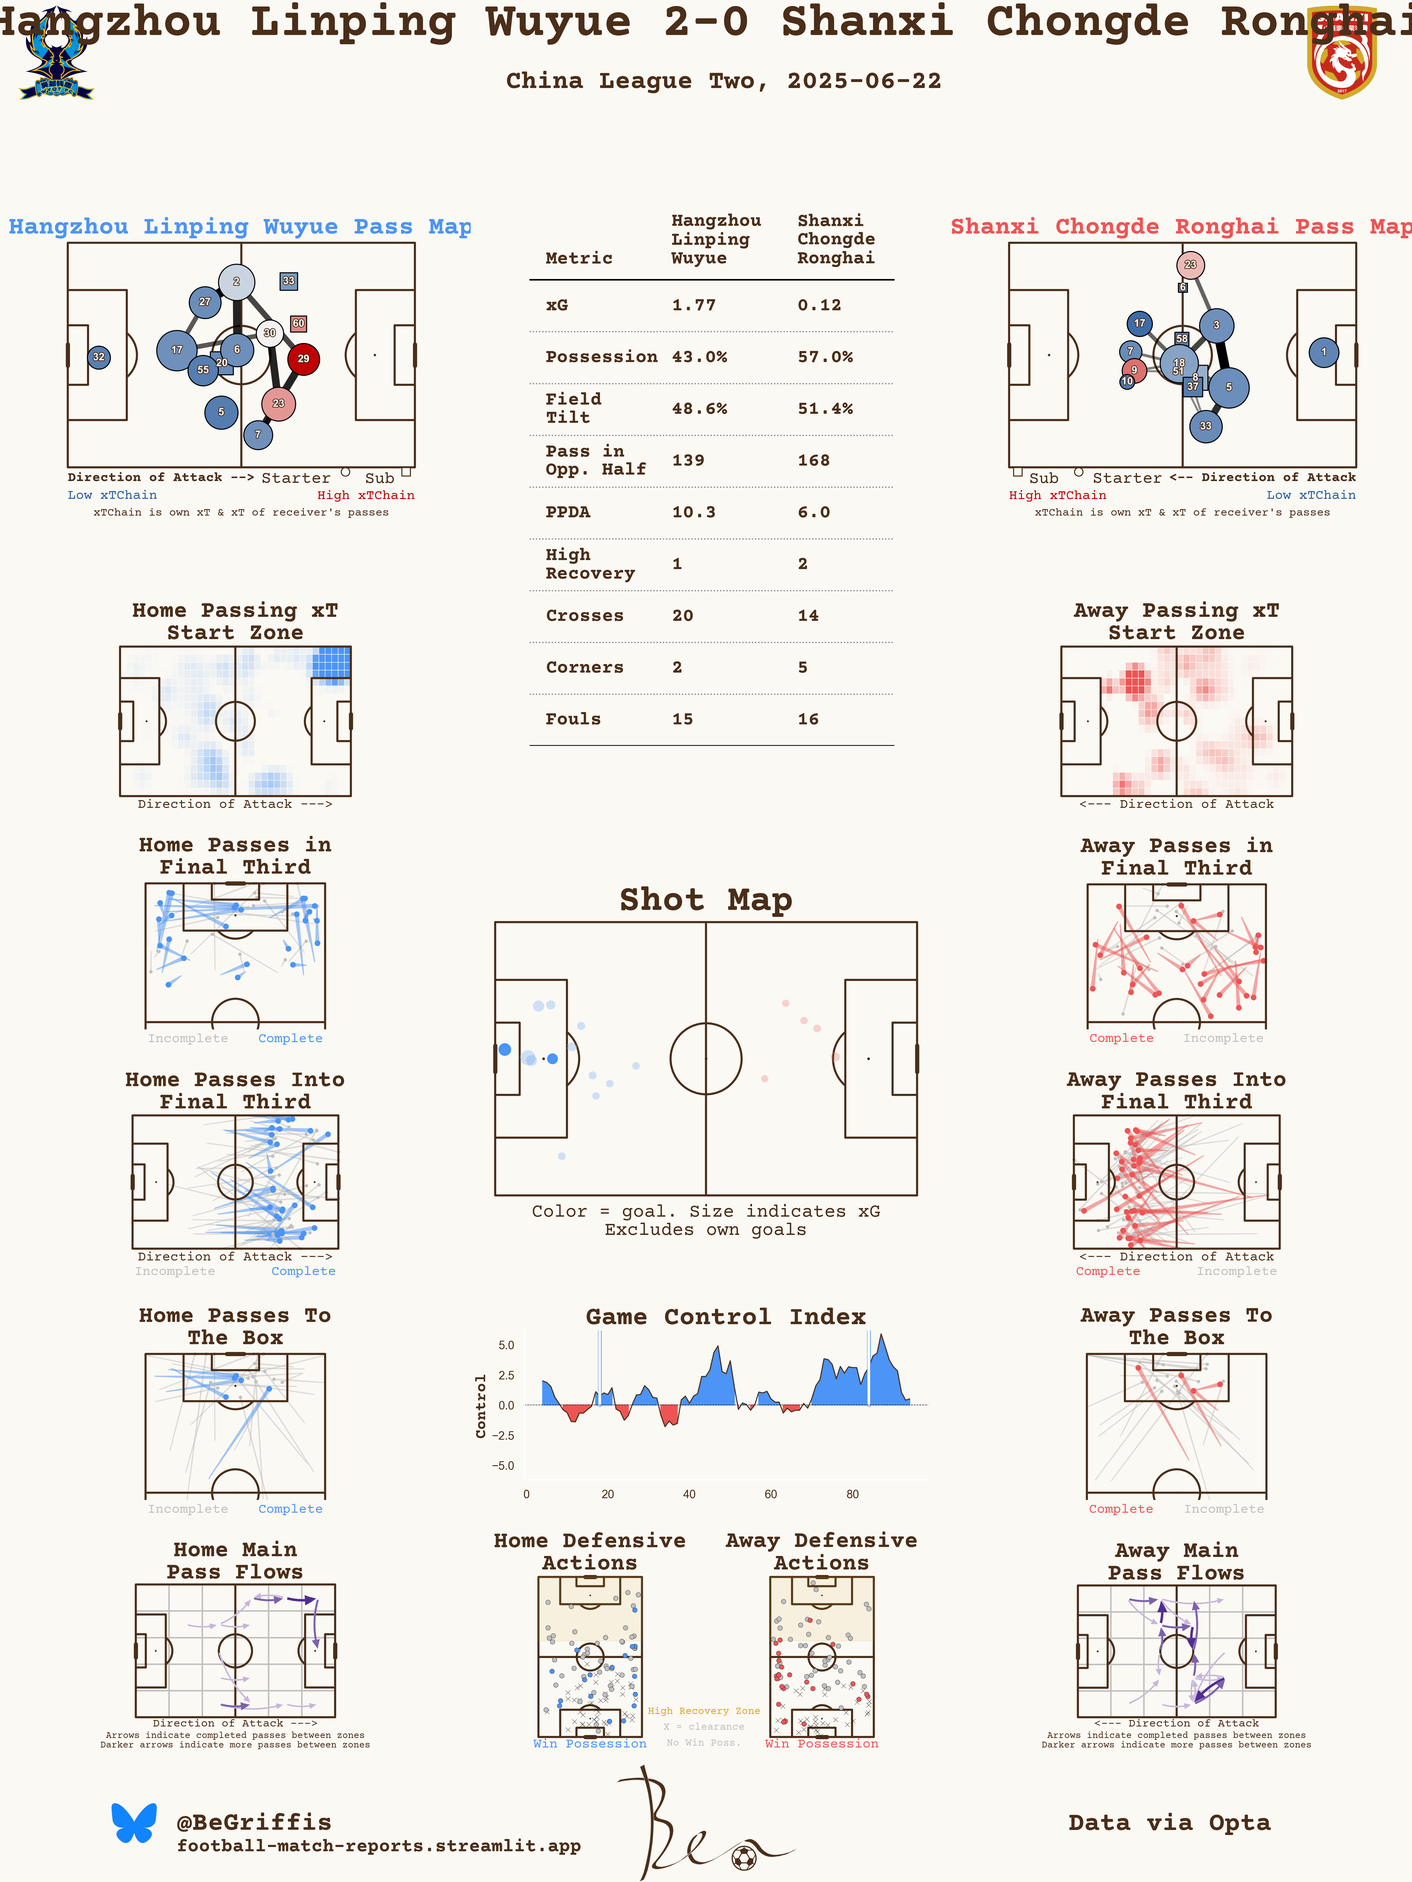 Hangzhou Linping Wuyue 2-0 Shanxi Chongde Ronghai
China League Two, 2025-06-22
Hangzhou Linping Wuyue Pass Map
2
33
27
60
30
17
6
32
20
29
55
23
5
7
Direction of Attack --> Starter Sub
Low xTChain High xTChain
xTChain is own xT & xT of receiver's passes
Metric Hangzhou Linping Wuyue Shanxi Chongde Ronghai
xG 1.77 0.12
Possession 43.0% 57.0%
Field Tilt 48.6% 51.4%
Pass in Opp. Half 139 168
PPDA 10.3 6.0
High Recovery 1 2
Crosses 20 14
Corners 2 5
Fouls 15 16
Shanxi Chongde Ronghai Pass Map
23
6
17
3
58
7
1
18
9
51
8
10
37
5
33
Sub Starter <-- Direction of Attack
High xTChain Low xTChain
xTChain is own xT & xT of receiver's passes
Home Passing xT
Start Zone
Direction of Attack --->
Away Passing xT
Start Zone
<--- Direction of Attack
Home Passes in
Final Third
Incomplete Complete
Away Passes in
Final Third
Complete Incomplete
Shot Map
Color = goal. Size indicates xG
Excludes own goals
Home Passes Into
Final Third
Direction of Attack --->
Incomplete Complete
Away Passes Into
Final Third
<--- Direction of Attack
Complete Incomplete
Home Passes To
The Box
Incomplete Complete
Game Control Index
Control
5.0
2.5
0.0
−2.5
−5.0
0 20 40 60 80
Away Passes To
The Box
Complete Incomplete
Home Main
Pass Flows
Direction of Attack --->
Arrows indicate completed passes between zones
Darker arrows indicate more passes between zones
Home Defensive
Actions
Win Possession
High Recovery Zone
X = clearance
No Win Poss.
Away Defensive
Actions
Win Possession
Away Main
Pass Flows
<--- Direction of Attack
Arrows indicate completed passes between zones
Darker arrows indicate more passes between zones
@BeGriffis
football-match-reports.streamlit.app
Ben
Data via Opta